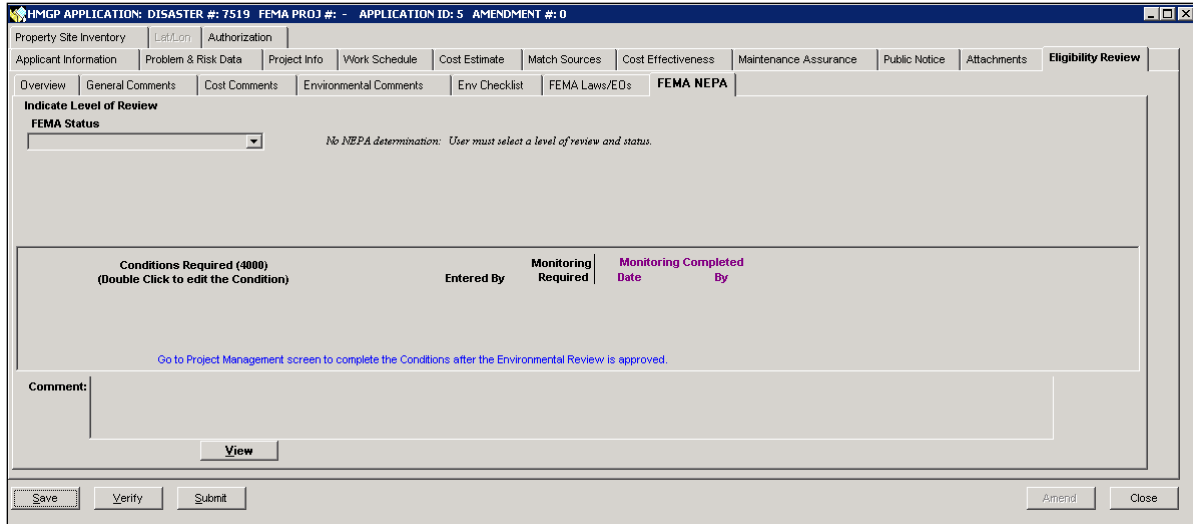 HMGP APPLICATION: DISASTER #: 7519 FEMA PROJ #: - APPLICATION ID: 5 AMENDMENT #: 0
Property Site Inventory Lat/Lon Authorization
Applicant Information Problem & Risk Data Project Info Work Schedule Cost Estimate Match Sources Cost Effectiveness Maintenance Assurance Public Notice Attachments Eligibility Review
Overview General Comments Cost Comments Environmental Comments Env Checklist FEMA Laws/EOs FEMA NEPA
Indicate Level of Review
FEMA Status
No NEPA determination: User must select a level of review and status.
Conditions Required (4000) Monitoring Monitoring Completed
(Double Click to edit the Condition) Entered By Required Date By
Go to Project Management screen to complete the Conditions after the Environmental Review is approved.
Comment:
View
Save Verify Submit Amend Close